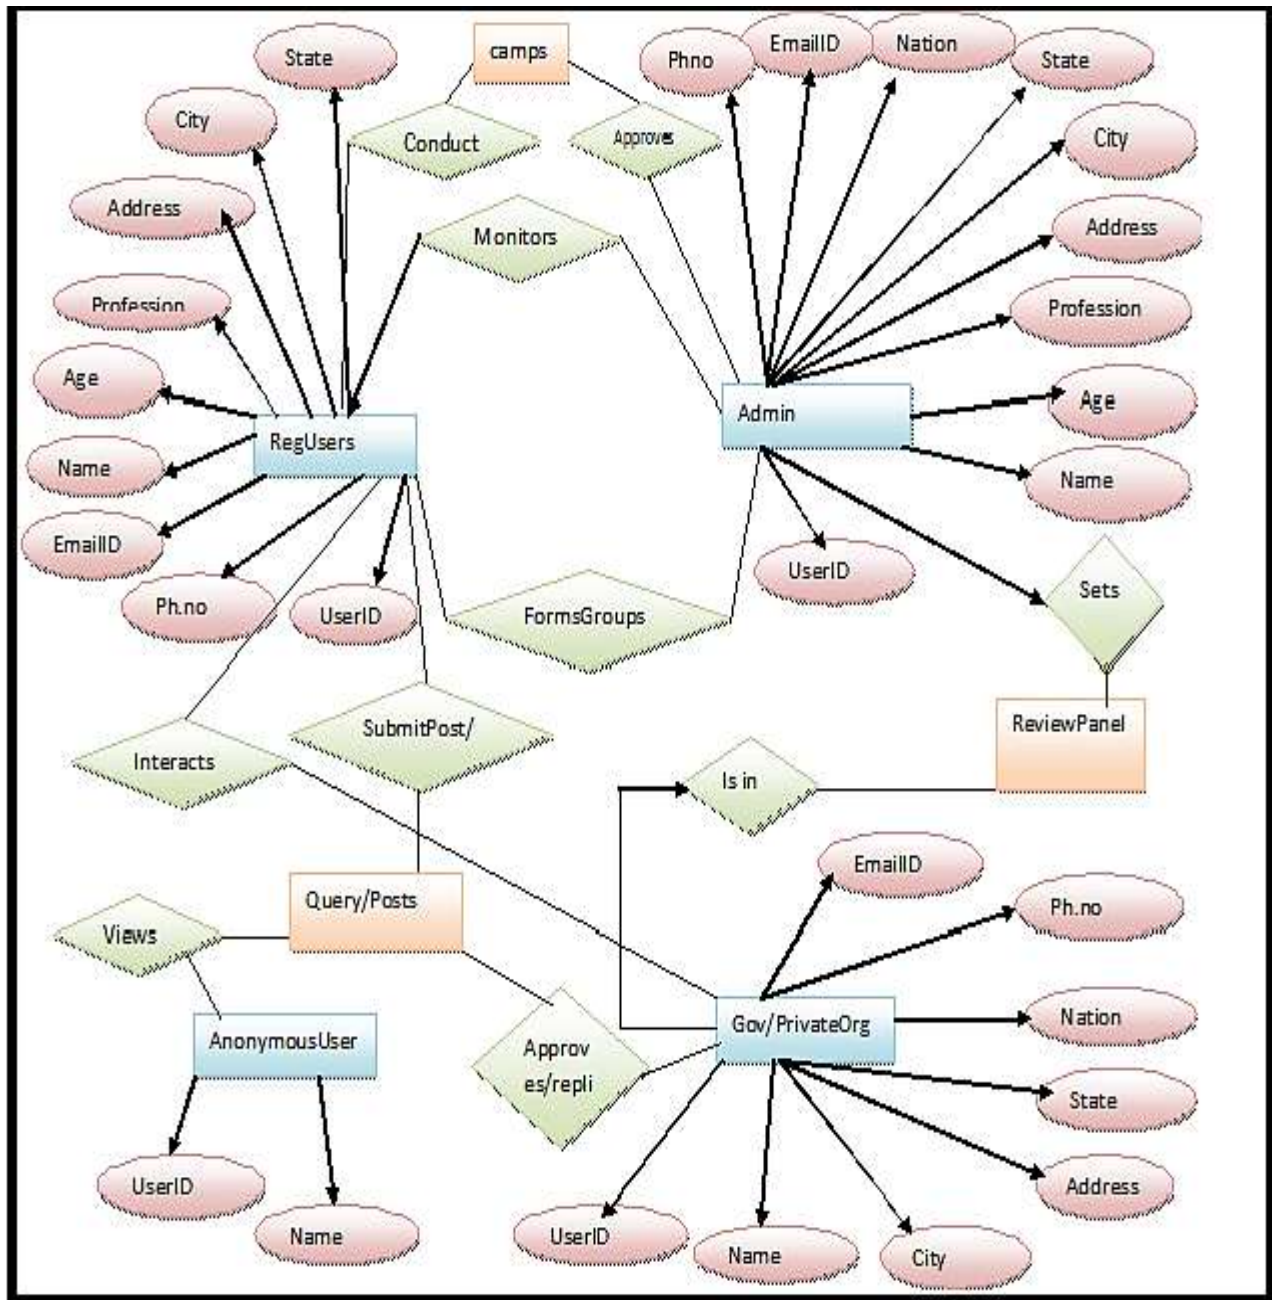 State
camps
Phno
EmailID
Nation
State
City
Conduct
Approves
City
Address
Monitors
Address
Profession
Profession
Age
Age
RegUsers
Admin
Name
Name
EmailID
UserID
Sets
Ph.no
UserID
FormsGroups
SubmitPost/
ReviewPanel
Interacts
Is in
EmailID
Query/Posts
Ph.no
Views
Nation
AnonymousUser
Gov/PrivateOrg
Approv
es/repli
State
UserID
Address
Name
UserID
Name
City